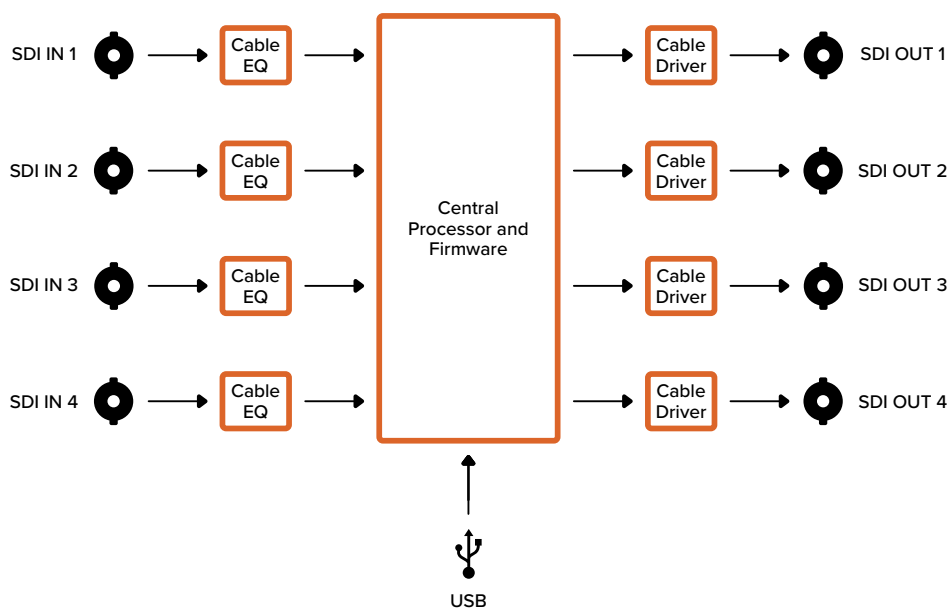 SDI IN 1
Cable
EQ
Cable
Driver
SDI OUT 1
SDI IN 2
Cable
EQ
Cable
Driver
SDI OUT 2
Central
Processor and
Firmware
SDI IN 3
Cable
EQ
Cable
Driver
SDI OUT 3
SDI IN 4
Cable
EQ
Cable
Driver
SDI OUT 4
USB